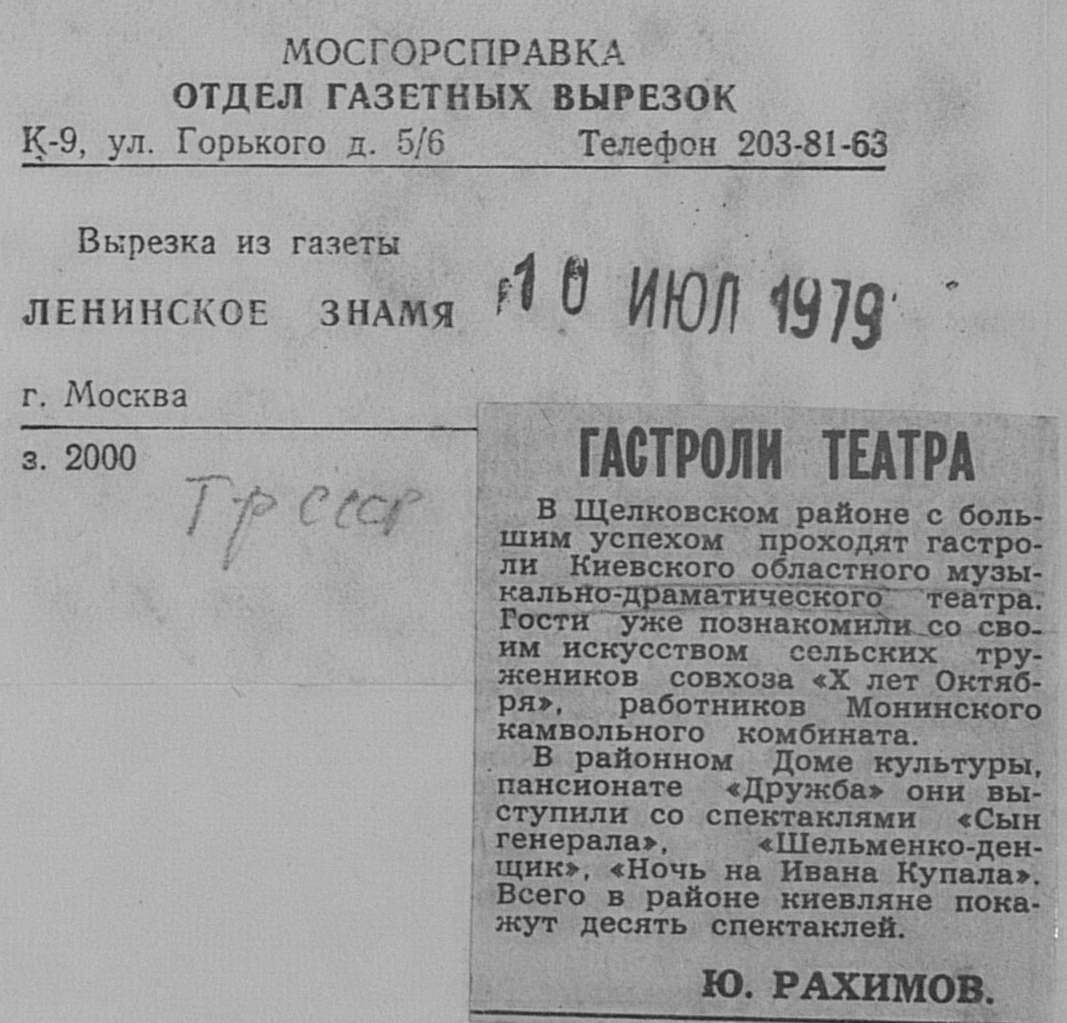 МОСГОРСПРАВКА
ОТДЕЛ ГАЗЕТНЫХ ВЫРЕЗОК
К-9, ул. Горького д. 5/6 Телефон 203-81-63
Вырезка из газеты
ЛЕНИНСКОЕ ЗНАМЯ
10 ИЮЛ 1979
г. Москва
з. 2000
Тр СССР
ГАСТРОЛИ ТЕАТРА
В Щелковском районе с боль-
шим успехом проходят гастро-
ли Киевского областного музы-
кально-драматического театра.
Гости уже познакомили со сво-
им искусством сельских тру-
жеников совхоза «X лет Октяб-
ря», работников Монинского
камвольного комбината.
В районном Доме культуры,
пансионате «Дружба» они вы-
ступили со спектаклями «Сын
генерала», «Шельменко-ден-
щик», «Ночь на Ивана Купала».
Всего в районе киевляне пока-
жут десять спектаклей.
Ю. РАХИМОВ.